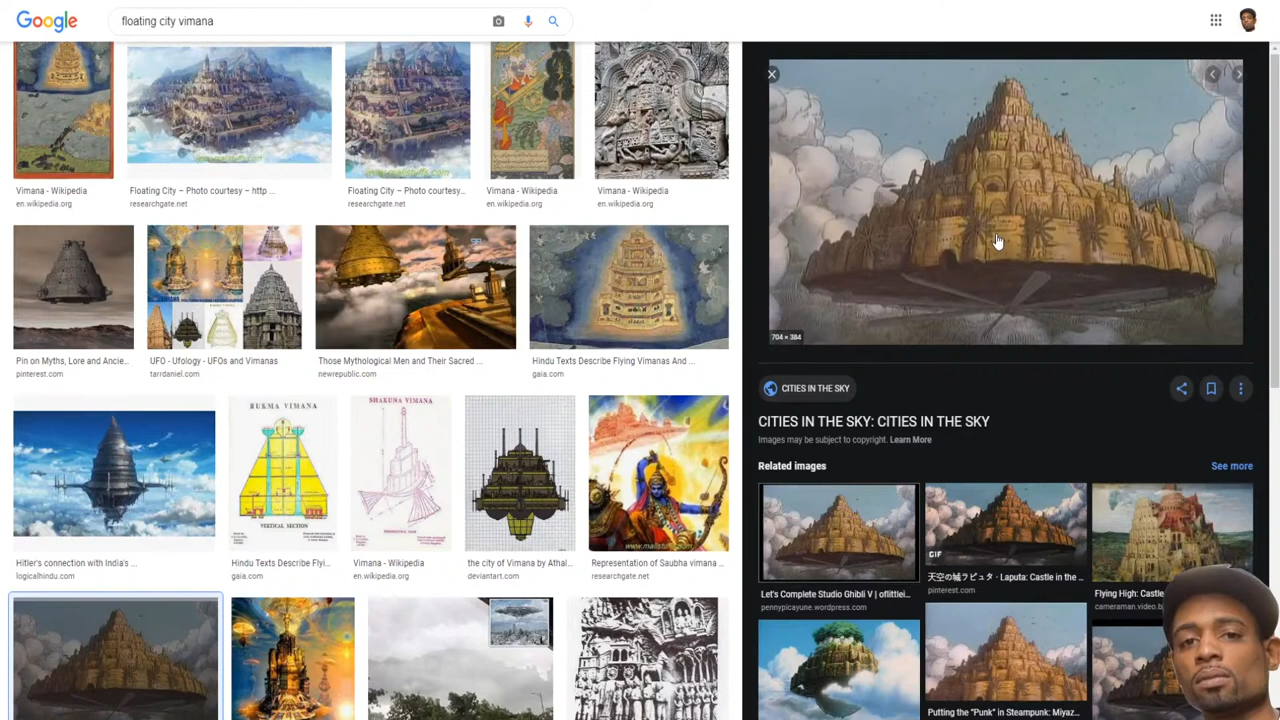 Google
floating city vimana
Vimana - Wikipedia
en.wikipedia.org
Floating City – Photo courtesy – http ...
researchgate.net
Floating City – Photo courtesy...
researchgate.net
Vimana - Wikipedia
en.wikipedia.org
Vimana - Wikipedia
en.wikipedia.org
704 × 384
Pin on Myths, Lore and Ancie...
pinterest.com
UFO - Ufology - UFOs and Vimanas
tarrdaniel.com
Those Mythological Men and Their Sacred ...
newrepublic.com
Hindu Texts Describe Flying Vimanas And ...
gaia.com
CITIES IN THE SKY
CITIES IN THE SKY: CITIES IN THE SKY
Images may be subject to copyright. Learn More
Related images
See more
RUKMA VIMANA
VERTICAL SECTION
SHAKUNA VIMANA
www.malistuffs.com
Hitler's connection with India's ...
logicalhindu.com
Hindu Texts Describe Flyi...
gaia.com
Vimana - Wikipedia
en.wikipedia.org
the city of Vimana by Athal...
deviantart.com
Representation of Saubha vimana ...
researchgate.net
GIF
Let's Complete Studio Ghibli V | oflittlei...
pennypicayune.wordpress.com
天空の城ラピュタ · Laputa: Castle in the ...
pinterest.com
Flying High: Castle
cameraman.video.b
Putting the "Punk" in Steampunk: Miyaz...